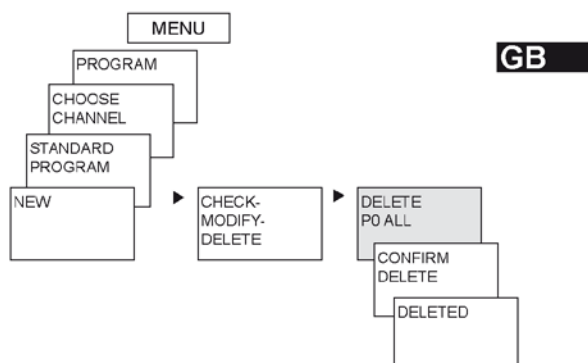 MENU
GB
PROGRAM
CHOOSE
CHANNEL
STANDARD
PROGRAM
NEW
CHECK-
MODIFY-
DELETE
DELETE
P0 ALL
CONFIRM
DELETE
DELETED